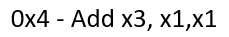 0x4 - Add x3, x1,x1